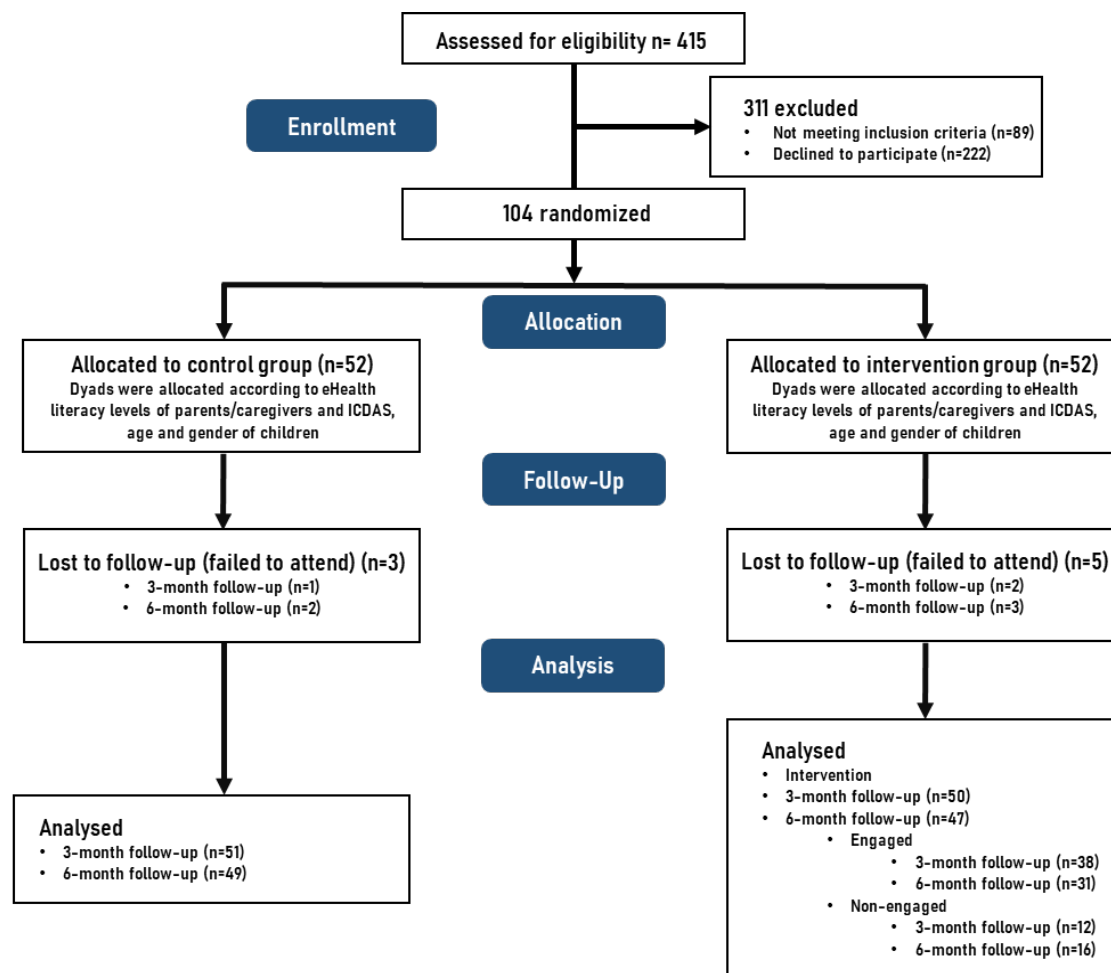 Assessed for eligibility n= 415
Enrollment
311 excluded
• Not meeting inclusion criteria (n=89)
• Declined to participate (n=222)
104 randomized
Allocation
Allocated to control group (n=52)
Dyads were allocated according to eHealth
literacy levels of parents/caregivers and ICDAS,
age and gender of children
Allocated to intervention group (n=52)
Dyads were allocated according to eHealth
literacy levels of parents/caregivers and ICDAS,
age and gender of children
Follow-Up
Lost to follow-up (failed to attend) (n=3)
• 3-month follow-up (n=1)
• 6-month follow-up (n=2)
Lost to follow-up (failed to attend) (n=5)
• 3-month follow-up (n=2)
• 6-month follow-up (n=3)
Analysis
Analysed
• 3-month follow-up (n=51)
• 6-month follow-up (n=49)
Analysed
• Intervention
• 3-month follow-up (n=50)
• 6-month follow-up (n=47)
• Engaged
• 3-month follow-up (n=38)
• 6-month follow-up (n=31)
• Non-engaged
• 3-month follow-up (n=12)
• 6-month follow-up (n=16)